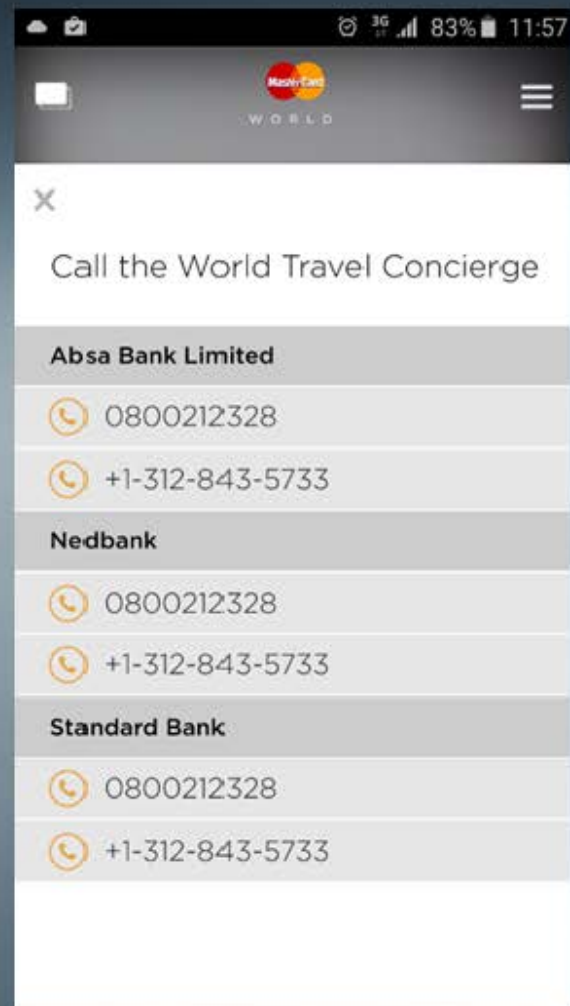 3G 83% 11:57
MasterCard
WORLD
Call the World Travel Concierge
Absa Bank Limited
0800212328
+1-312-843-5733
Nedbank
0800212328
+1-312-843-5733
Standard Bank
0800212328
+1-312-843-5733